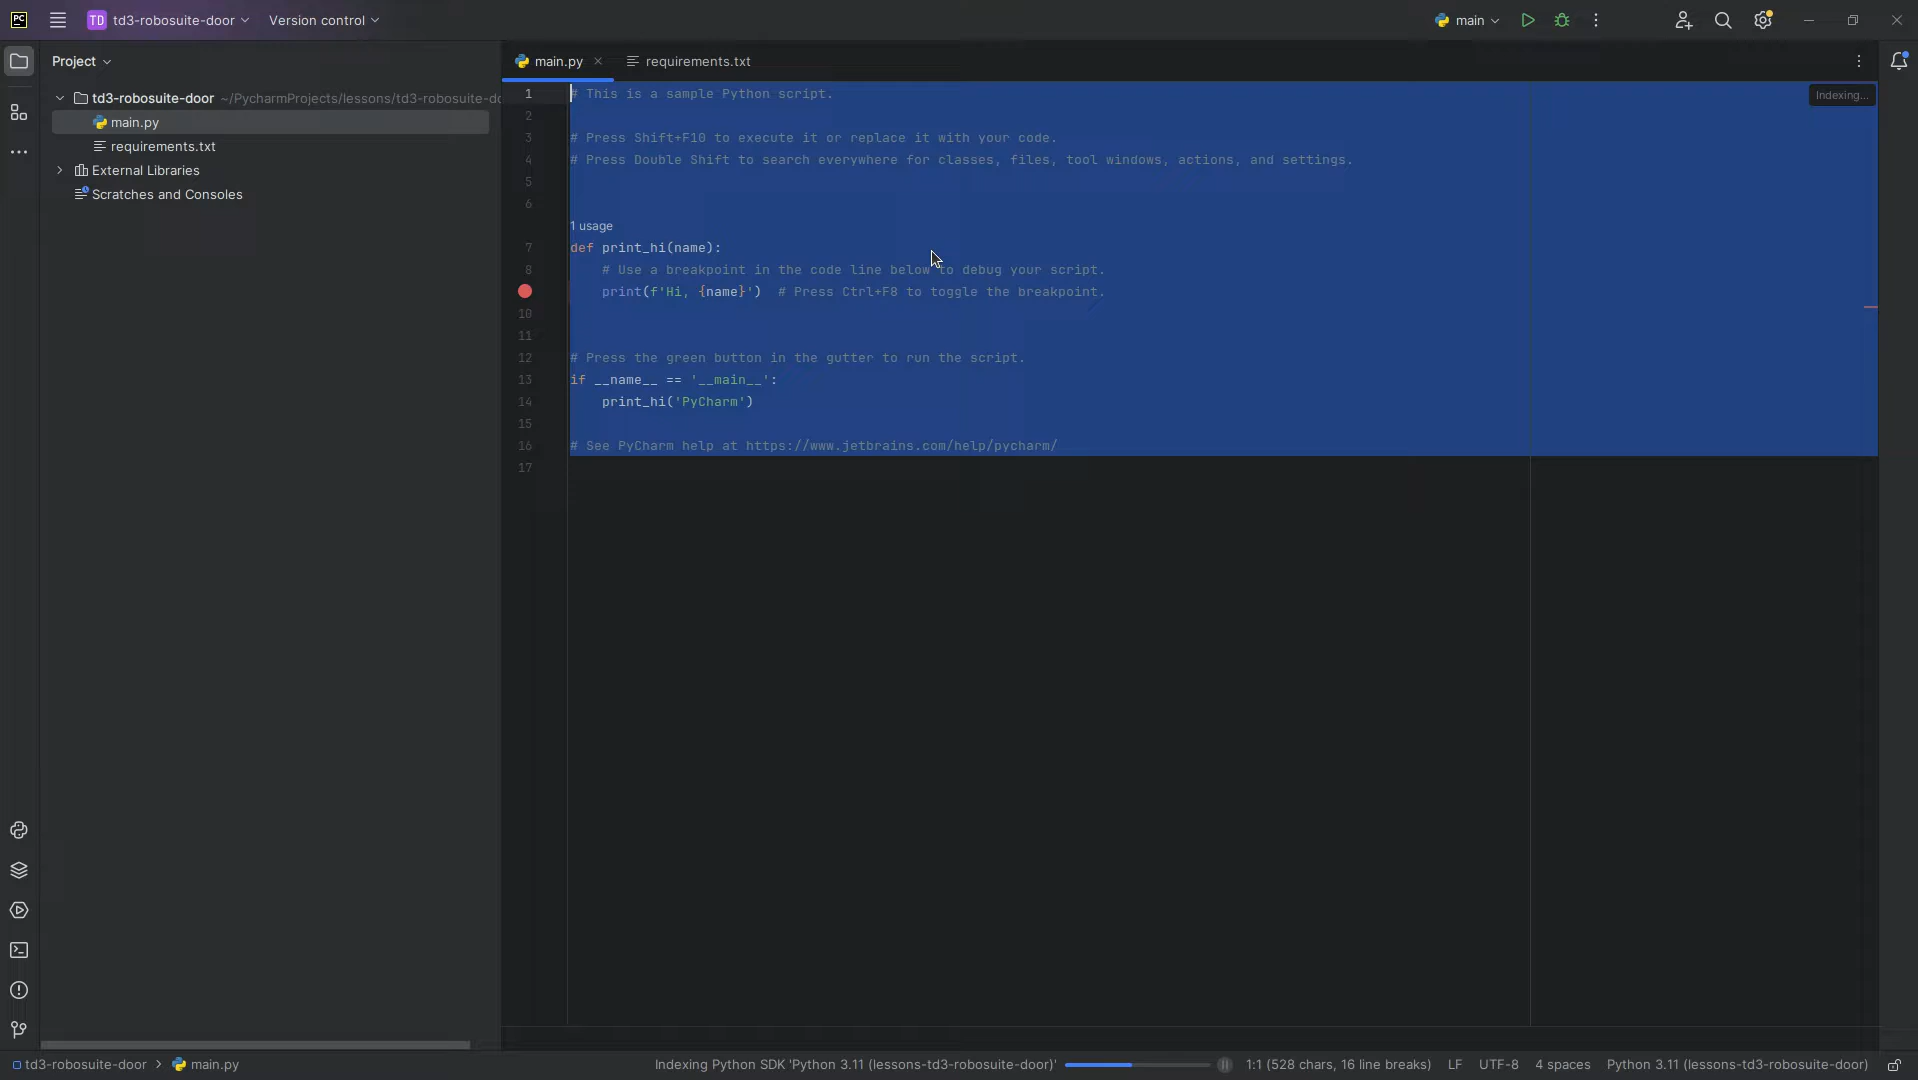 PC
TD td3-robosuite-door
Version control
main
Project
main.py
requirements.txt
td3-robosuite-door ~/PycharmProjects/lessons/td3-robosuite-do
main.py
requirements.txt
External Libraries
Scratches and Consoles
Indexing...
1 # This is a sample Python script.
2
3 # Press Shift+F10 to execute it or replace it with your code.
4 # Press Double Shift to search everywhere for classes, files, tool windows, actions, and settings.
5
6
1 usage
7 def print_hi(name):
8 # Use a breakpoint in the code line below to debug your script.
print(f'Hi, {name}') # Press Ctrl+F8 to toggle the breakpoint.
10
11
12 # Press the green button in the gutter to run the script.
13 if __name__ == '__main__':
14 print_hi('PyCharm')
15
16 # See PyCharm help at https://www.jetbrains.com/help/pycharm/
17
td3-robosuite-door > main.py
Indexing Python SDK 'Python 3.11 (lessons-td3-robosuite-door)'
1:1 (528 chars, 16 line breaks)
LF
UTF-8
4 spaces
Python 3.11 (lessons-td3-robosuite-door)